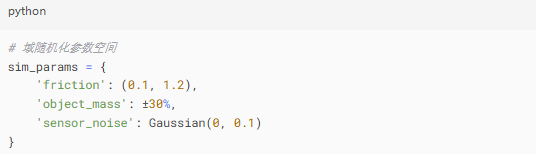 python
# 域随机化参数空间
sim_params = {
    'friction': (0.1, 1.2),
    'object_mass': ±30%,
    'sensor_noise': Gaussian(0, 0.1)
}